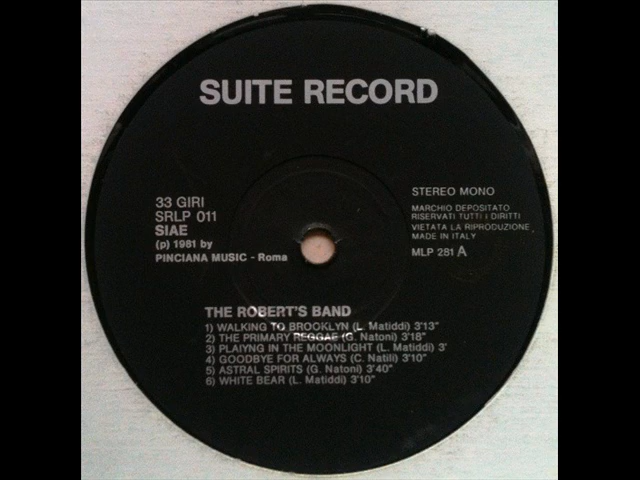 SUITE RECORD
33 GIRI
SRLP 011
SIAE
(p) 1981 by
PINCIANA MUSIC - Roma
STEREO MONO
MARCHIO DEPOSITATO
RISERVATI TUTTI I DIRITTI
VIETATA LA RIPRODUZIONE
MADE IN ITALY
MLP 281 A
THE ROBERT'S BAND
1) WALKING TO BROOKLYN (L. Matiddi) 3'13"
2) THE PRIMARY REGGAE (G. Natoni) 3'18"
3) PLAIYNG IN THE MOONLIGHT (L. Matiddi) 3'
4) GOODBYE FOR ALWAYS (C. Natili) 3'10"
5) ASTRAL SPIRITS (G. Natoni) 3'40"
6) WHITE BEAR (L. Matiddi) 3'10"